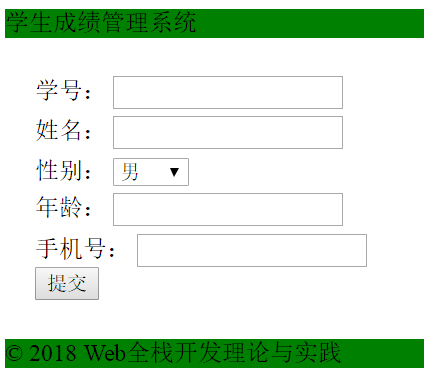 学生成绩管理系统
学号：
姓名：
性别： 男
年龄：
手机号：
提交
© 2018 Web全栈开发理论与实践